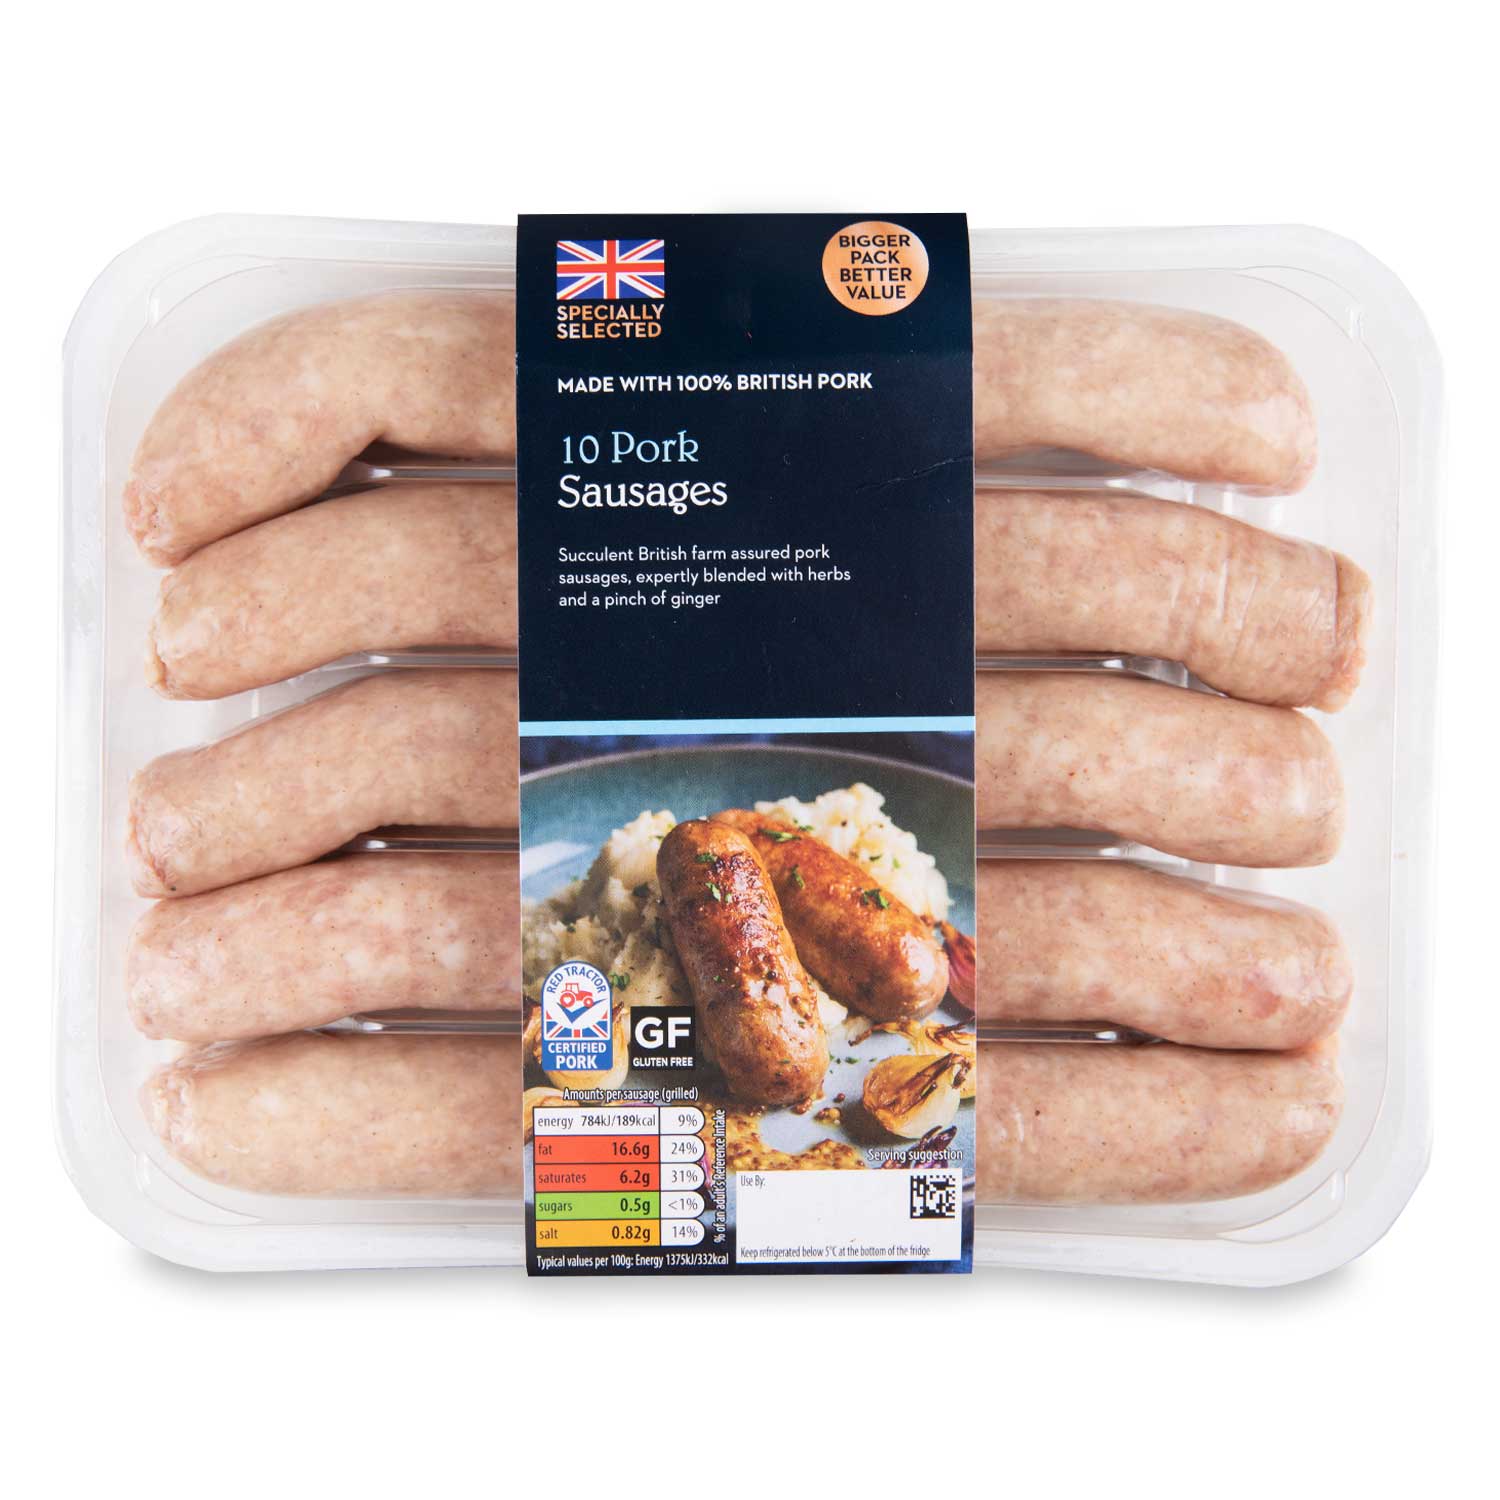 SPECIALLY
SELECTED
BIGGER
PACK
BETTER
VALUE
MADE WITH 100% BRITISH PORK
10 Pork
Sausages
Succulent British farm assured pork
sausages, expertly blended with herbs
and a pinch of ginger
RED TRACTOR
CERTIFIED
PORK
GF
GLUTEN FREE
Amounts per sausage (grilled)
energy 784kJ/189kcal 9%
fat 16.6g 24%
saturates 6.2g 31%
sugars 0.5g <1%
salt 0.82g 14%
% of an adult's Reference Intake
Typical values per 100g: Energy 1375kJ/332kcal
Serving suggestion
Use By:
Keep refrigerated below 5°C at the bottom of the fridge